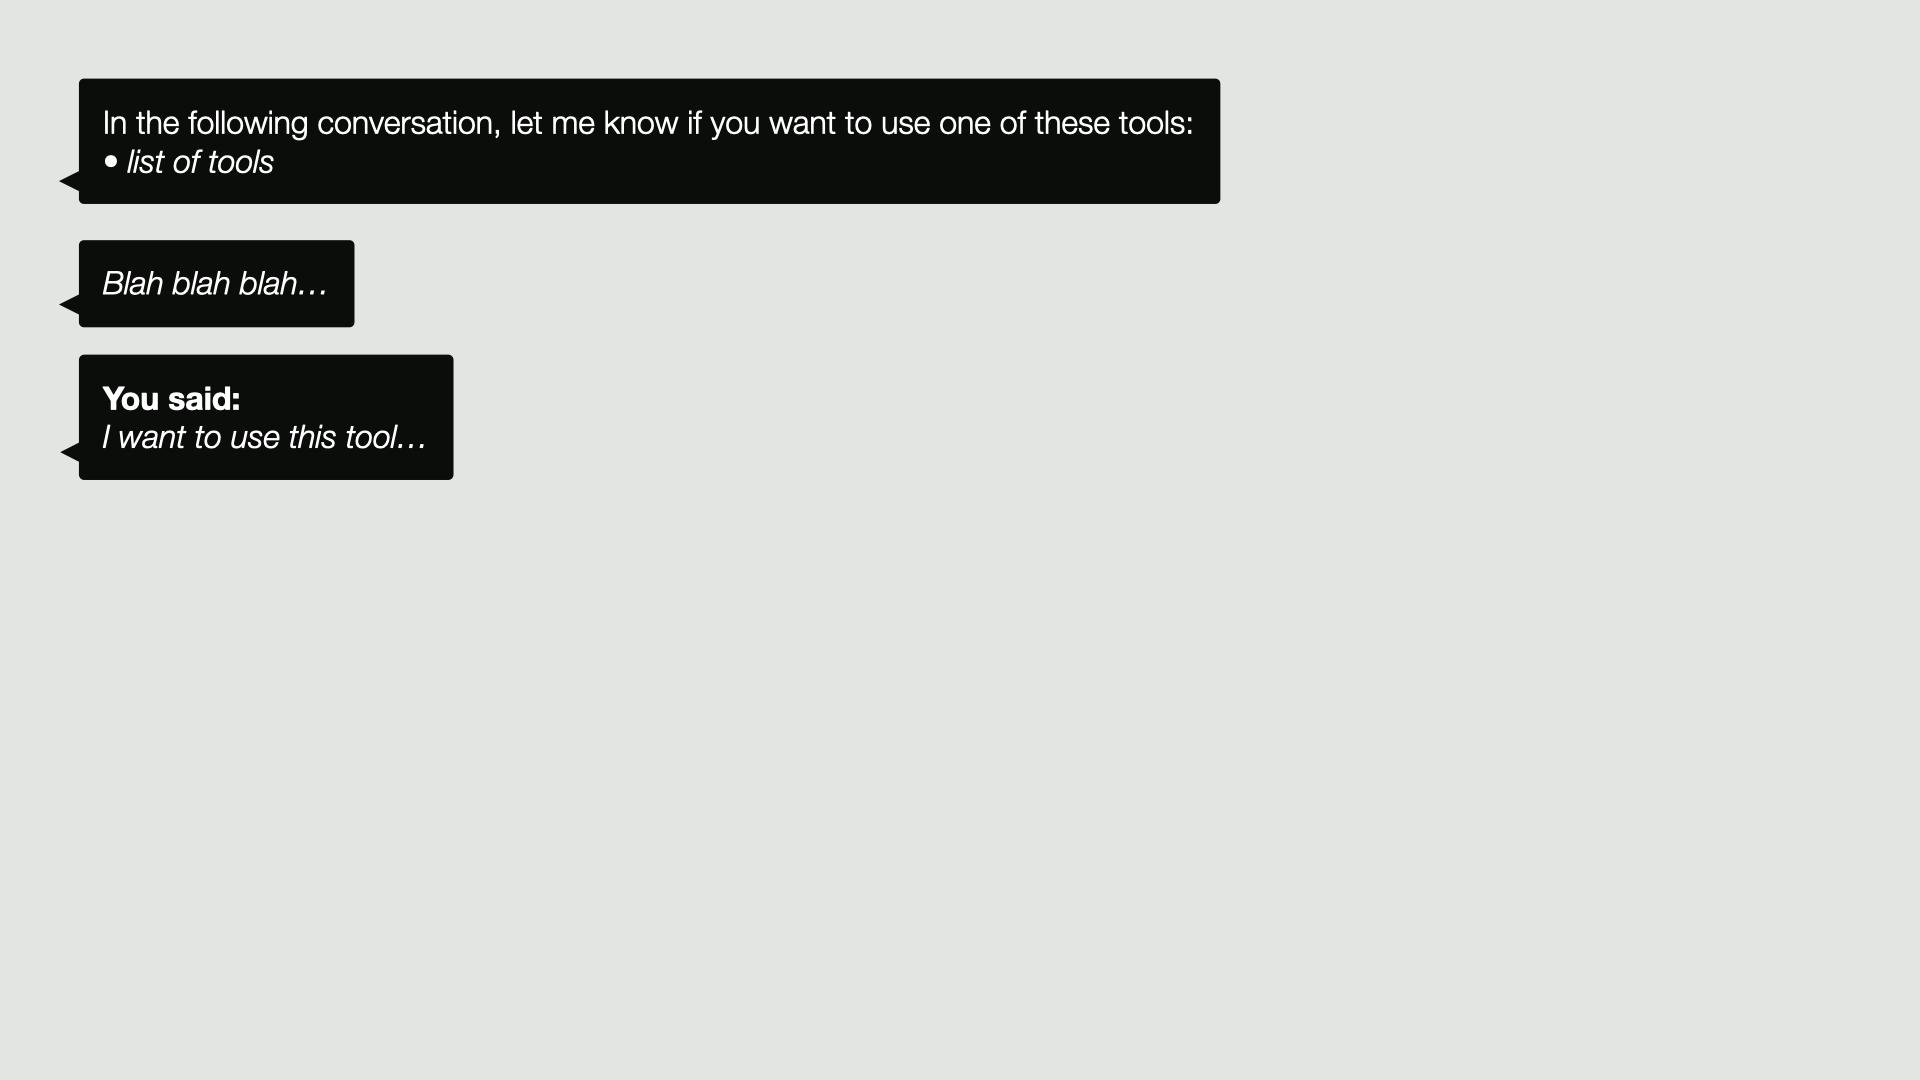 In the following conversation, let me know if you want to use one of these tools:
• list of tools
Blah blah blah…
You said:
I want to use this tool…